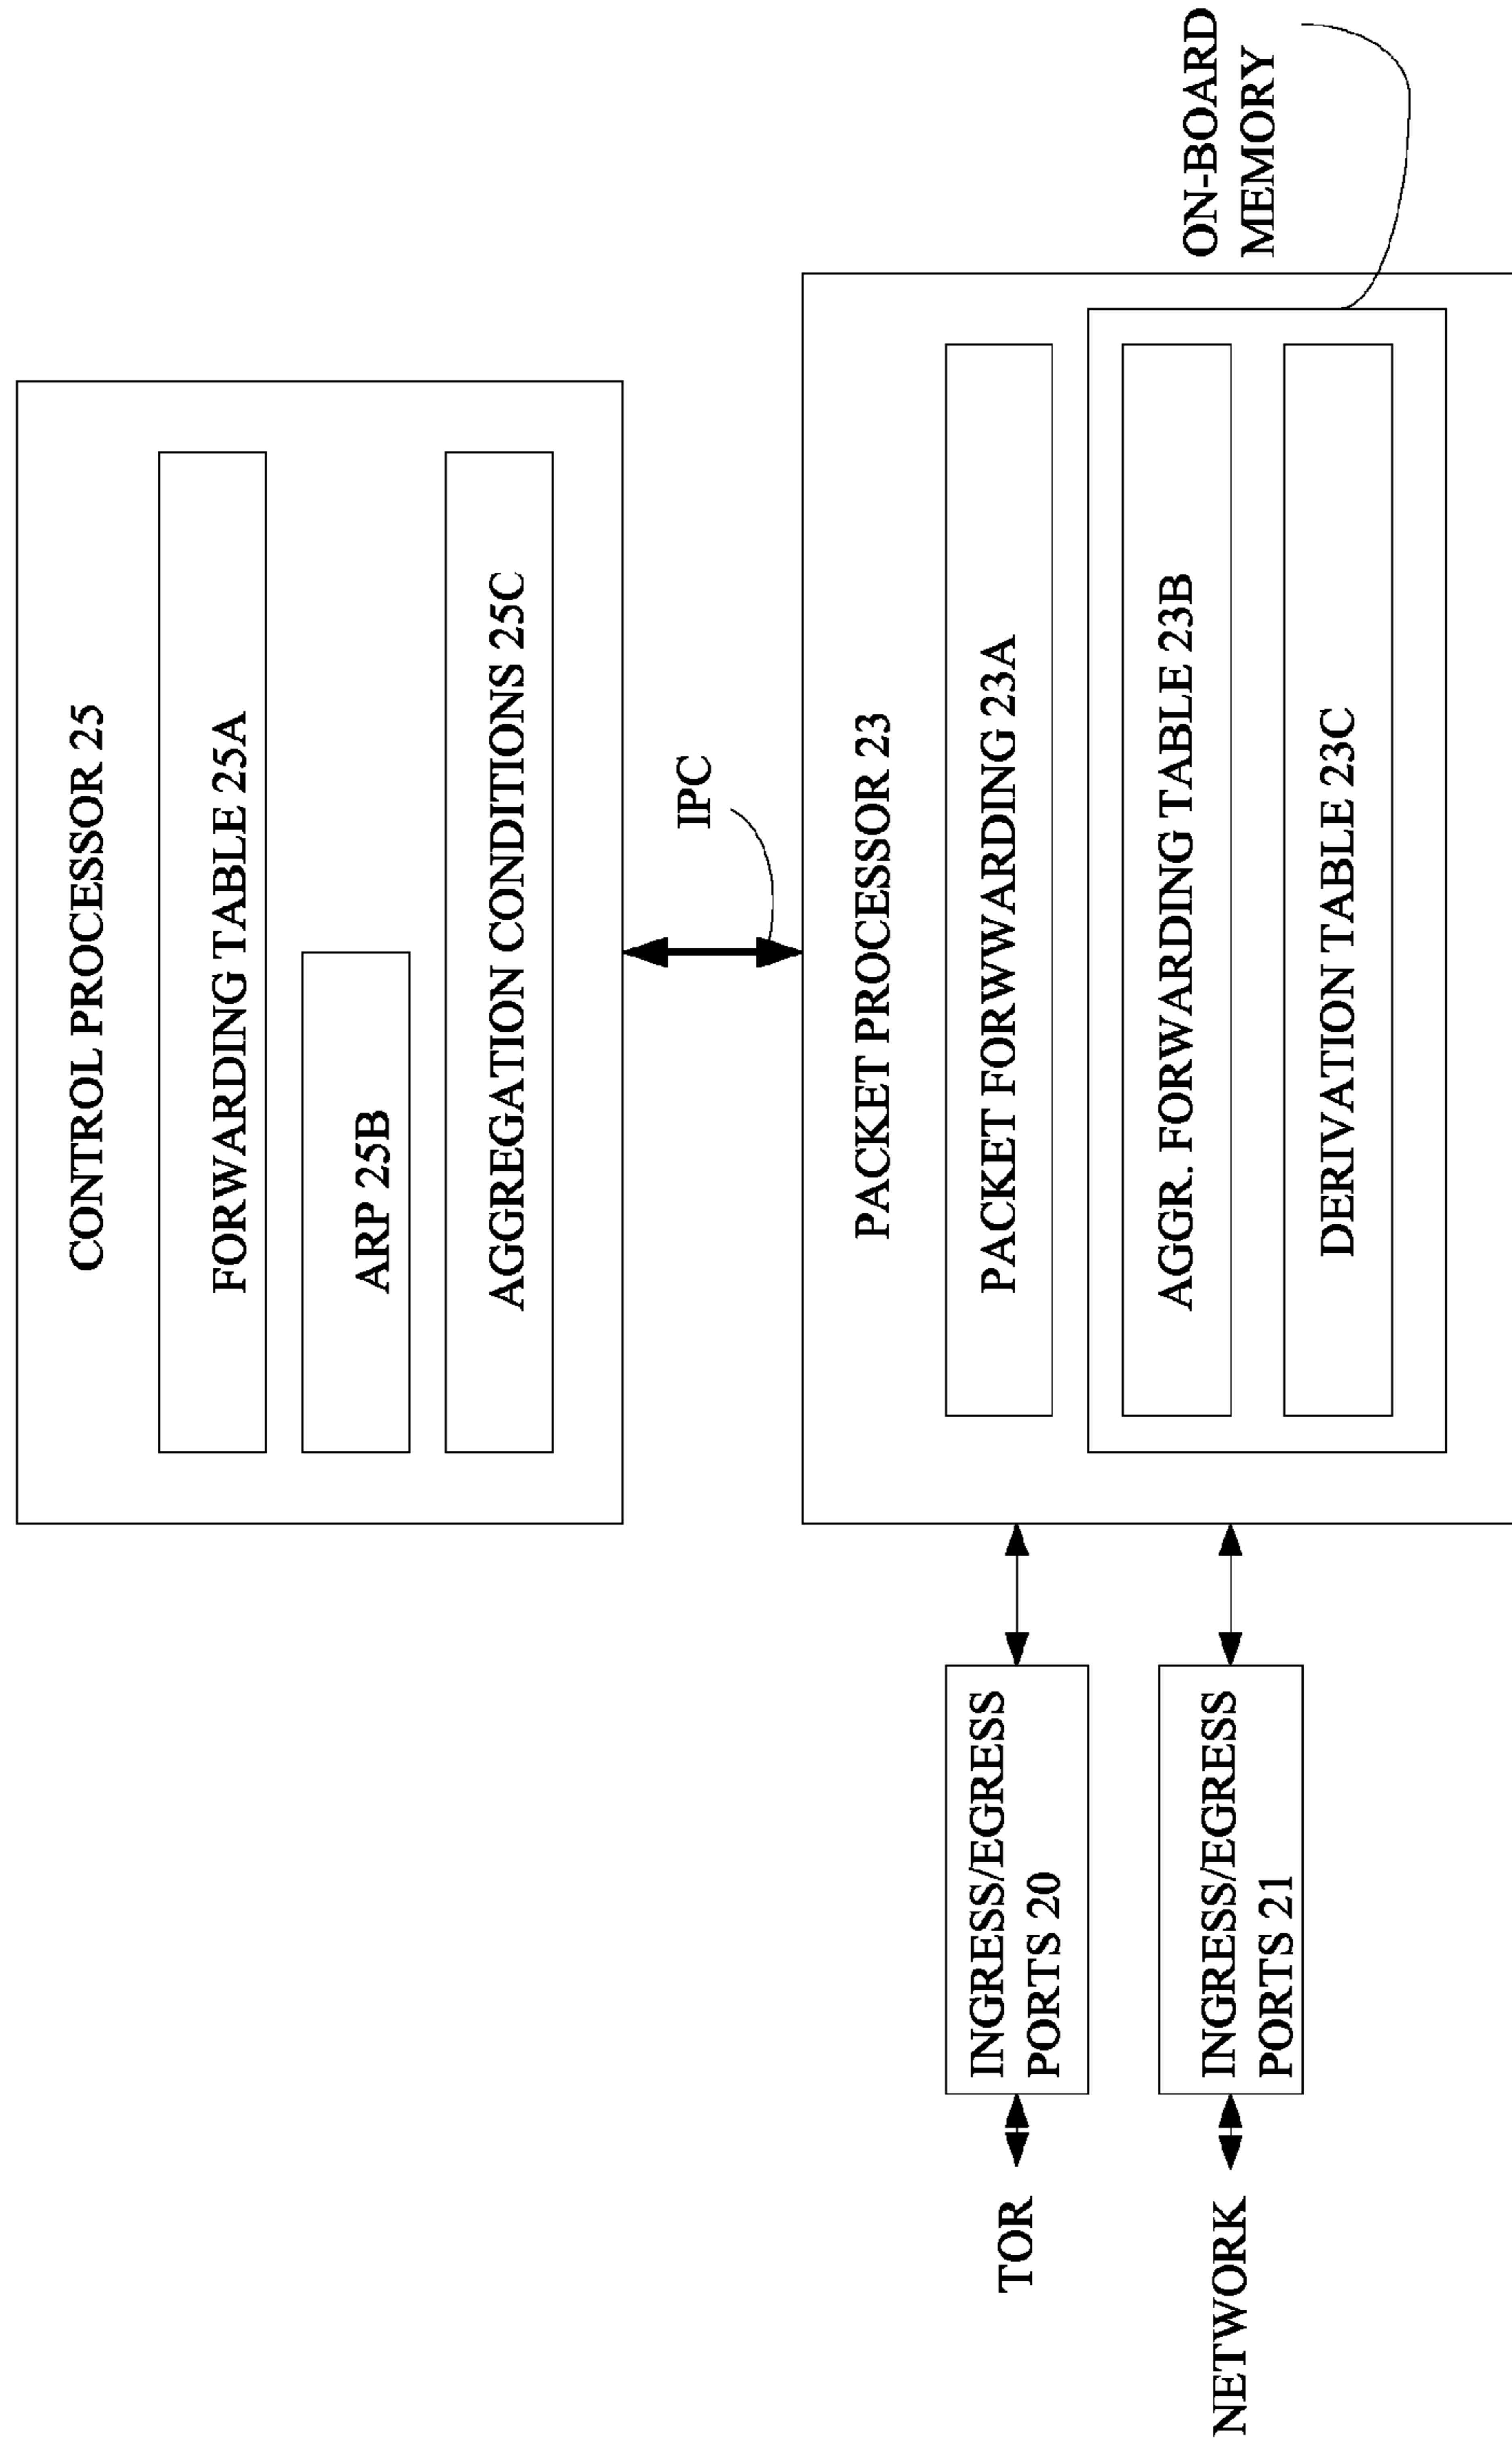 CONTROL PROCESSOR 25
FORWARDING TABLE 25A
ARP 25B
AGGREGATION CONDITIONS 25C
IPC
PACKET PROCESSOR 23
PACKET FORWWARDING 23A
AGGR. FORWARDING TABLE 23B
DERIVATION TABLE 23C
ON-BOARD
MEMORY
TOR
INGRESS/EGRESS
PORTS 20
NETWORK
INGRESS/EGRESS
PORTS 21